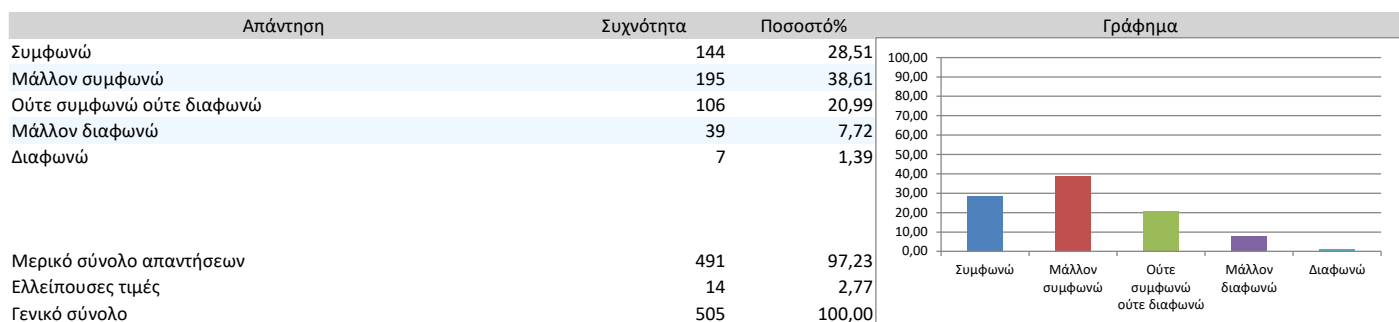 Απάντηση Συχνότητα Ποσοστό% Γράφημα
Συμφωνώ 144 28,51
Μάλλον συμφωνώ 195 38,61
Ούτε συμφωνώ ούτε διαφωνώ 106 20,99
Μάλλον διαφωνώ 39 7,72
Διαφωνώ 7 1,39
Μερικό σύνολο απαντήσεων 491 97,23
Ελλείπουσες τιμές 14 2,77
Γενικό σύνολο 505 100,00
100,00
90,00
80,00
70,00
60,00
50,00
40,00
30,00
20,00
10,00
0,00
Συμφωνώ Μάλλον Ούτε Μάλλον Διαφωνώ
συμφωνώ συμφωνώ διαφωνώ
ούτε διαφωνώ